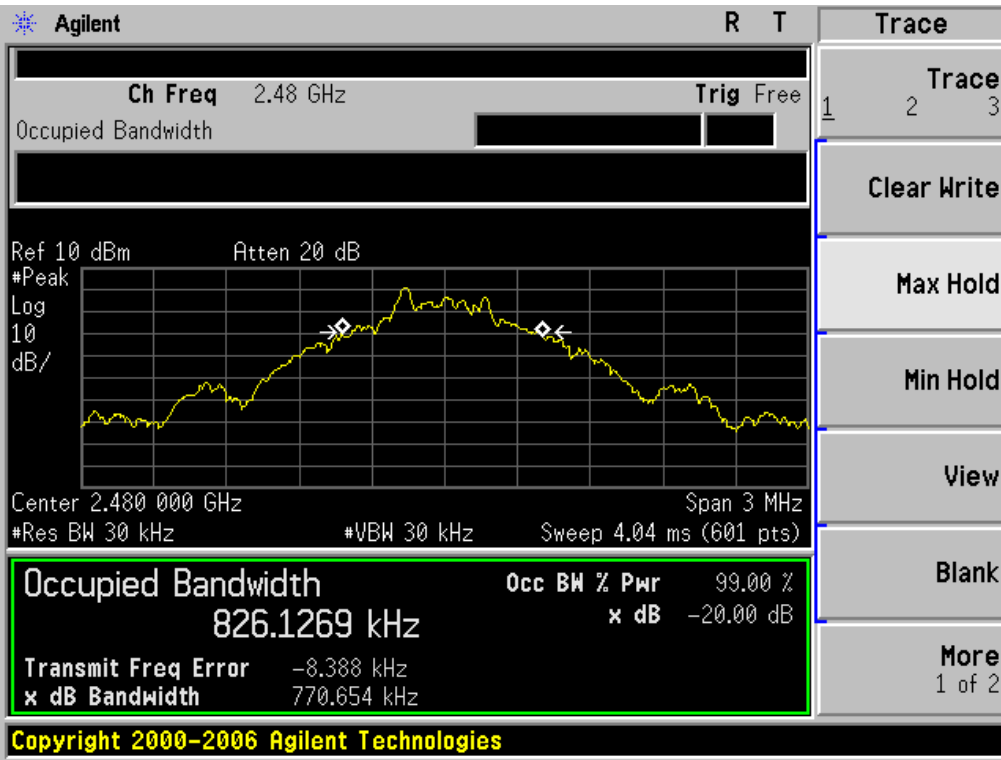 Agilent R T Trace
Ch Freq 2.48 GHz Trig Free
Occupied Bandwidth
Trace
1 2 3
Clear Write
Max Hold
Min Hold
View
Blank
More
1 of 2
Ref 10 dBm Atten 20 dB
#Peak
Log
10
dB/
Center 2.480 000 GHz Span 3 MHz
#Res BW 30 kHz #VBW 30 kHz Sweep 4.04 ms (601 pts)
Occupied Bandwidth Occ BW % Pwr 99.00 %
826.1269 kHz x dB -20.00 dB
Transmit Freq Error -8.388 kHz
x dB Bandwidth 770.654 kHz
Copyright 2000-2006 Agilent Technologies